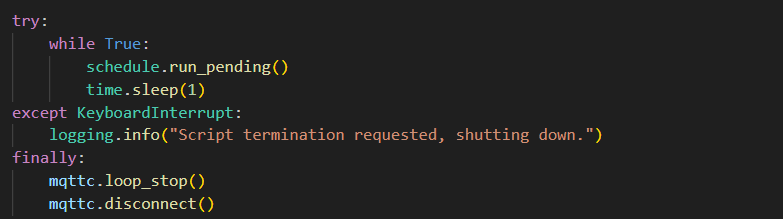 try:
    while True:
        schedule.run_pending()
        time.sleep(1)
except KeyboardInterrupt:
    logging.info("Script termination requested, shutting down.")
finally:
    mqttc.loop_stop()
    mqttc.disconnect()